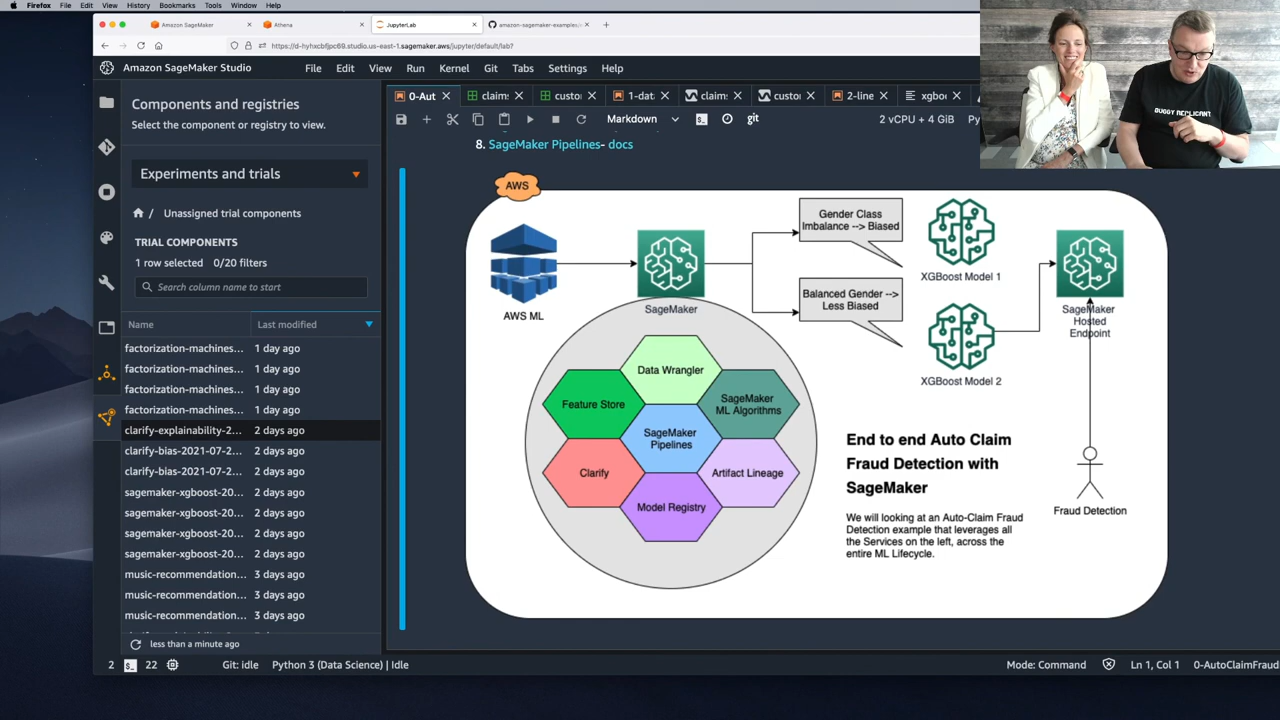 Firefox File Edit View History Bookmarks Tools Window Help
Amazon SageMaker
Athena
JupyterLab
amazon-sagemaker-examples/
https://d-hyhxcbfjpc89.studio.us-east-1.sagemaker.aws/jupyter/default/lab?
Amazon SageMaker Studio
File Edit View Run Kernel Git Tabs Settings Help
Components and registries
Select the component or registry to view.
Experiments and trials
/ Unassigned trial components
TRIAL COMPONENTS
1 row selected 0/20 filters
Search column name to start
Name Last modified
factorization-machines... 1 day ago
factorization-machines... 1 day ago
factorization-machines... 1 day ago
factorization-machines... 1 day ago
clarify-explainability-2... 2 days ago
clarify-bias-2021-07-2... 2 days ago
clarify-bias-2021-07-2... 2 days ago
sagemaker-xgboost-20... 2 days ago
sagemaker-xgboost-20... 2 days ago
sagemaker-xgboost-20... 2 days ago
sagemaker-xgboost-20... 2 days ago
music-recommendation... 3 days ago
music-recommendation... 3 days ago
music-recommendation... 3 days ago
less than a minute ago
0-Aut
claims
custo
1-dat
claim:
custo
2-line
xgbo
Markdown
git
2 vCPU + 4 GiB
8. SageMaker Pipelines- docs
AWS
AWS ML
SageMaker
Gender Class
Imbalance --> Biased
Balanced Gender -->
Less Biased
XGBoost Model 1
XGBoost Model 2
SageMaker
Hosted
Endpoint
Data Wrangler
Feature Store
SageMaker
ML Algorithms
SageMaker
Pipelines
Clarify
Artifact Lineage
Model Registry
End to end Auto Claim
Fraud Detection with
SageMaker
We will looking at an Auto-Claim Fraud
Detection example that leverages all
the Services on the left, across the
entire ML Lifecycle.
Fraud Detection
2 22 Git: idle Python 3 (Data Science) | Idle
Mode: Command Ln 1, Col 1 0-AutoClaimFraud
BUGGY REPLICANT